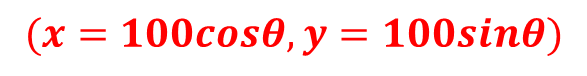 (x = 100cosθ, y = 100sinθ)